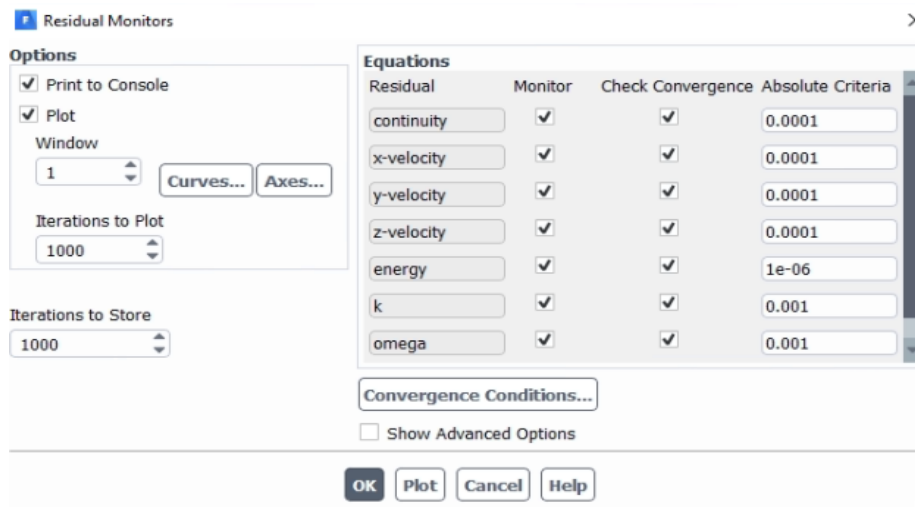 Residual Monitors
Options
Print to Console
Plot
Window
1
Curves...
Axes...
Iterations to Plot
1000
Iterations to Store
1000
Equations
Residual Monitor Check Convergence Absolute Criteria
continuity 0.0001
x-velocity 0.0001
y-velocity 0.0001
z-velocity 0.0001
energy 1e-06
k 0.001
omega 0.001
Convergence Conditions...
Show Advanced Options
OK Plot Cancel Help